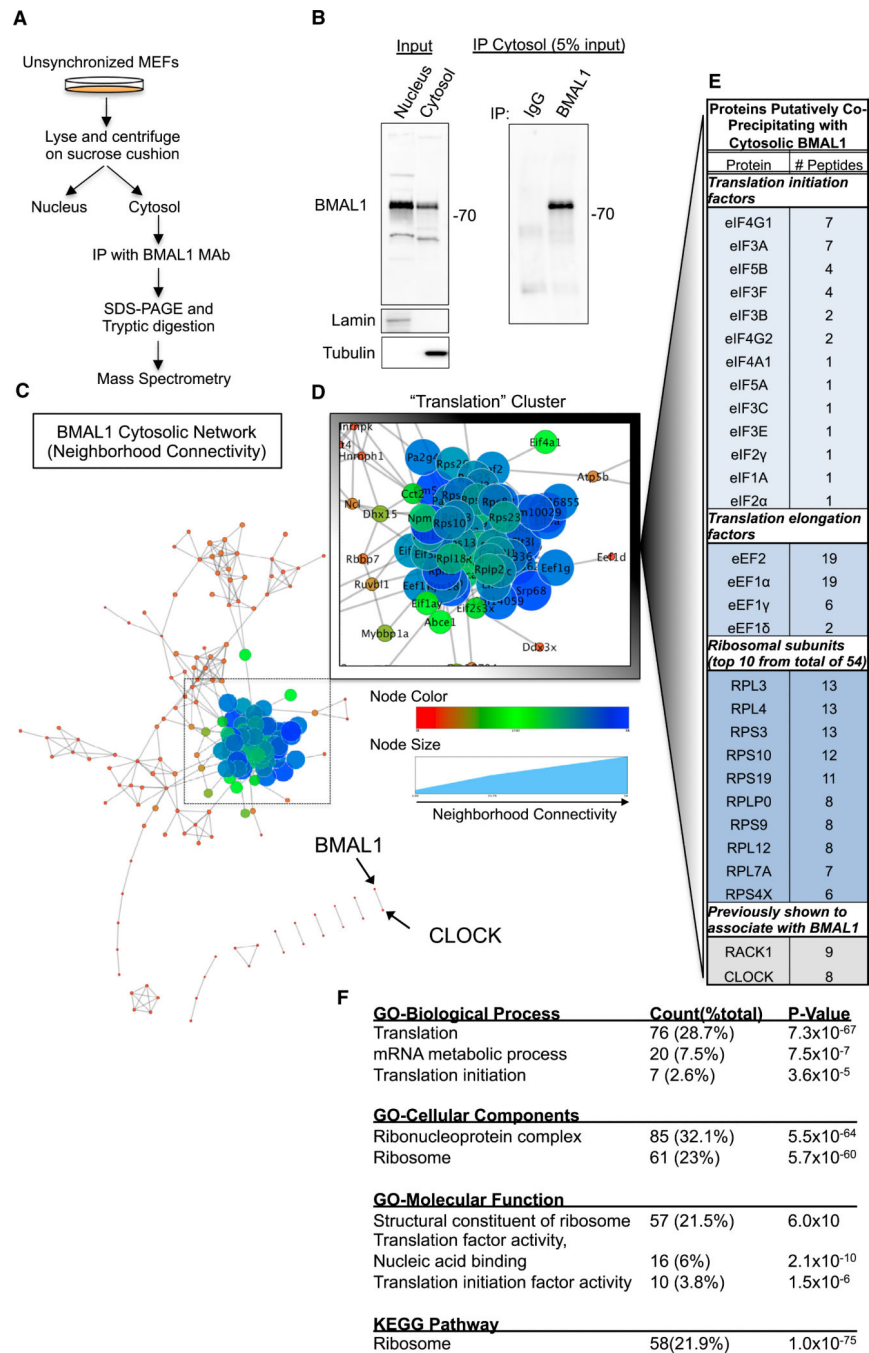 A
Unsynchronized MEFs
Lyse and centrifuge
on sucrose cushion
Nucleus
Cytosol
IP with BMAL1 MAb
SDS-PAGE and
Tryptic digestion
Mass Spectrometry
B
Input
Nucleus
Cytosol
BMAL1
-70
Lamin
Tubulin
IP Cytosol (5% input)
IP:
IgG
BMAL1
-70
C
BMAL1 Cytosolic Network
(Neighborhood Connectivity)
BMAL1
CLOCK
D
"Translation" Cluster
Hnrnph1
Pa2g4
Eif4a1
Atp5b
Ncl
Cct2
Dhx15
Npm
Rps10
Rps23
Rbbp7
Rpl18
Ruvbl1
Rplp2
Eef1g
Eef1d
Srp68
Eif1ay
Eif2s3x
Abce1
Mybbp1a
Ddx3x
Node Color
Node Size
Neighborhood Connectivity
E
Proteins Putatively Co-
Precipitating with
Cytosolic BMAL1
Protein # Peptides
Translation initiation
factors
eIF4G1 7
eIF3A 7
eIF5B 4
eIF3F 4
eIF3B 2
eIF4G2 2
eIF4A1 1
eIF5A 1
eIF3C 1
eIF3E 1
eIF2γ 1
eIF1A 1
eIF2α 1
Translation elongation
factors
eEF2 19
eEF1α 19
eEF1γ 6
eEF1δ 2
Ribosomal subunits
(top 10 from total of 54)
RPL3 13
RPL4 13
RPS3 13
RPS10 12
RPS19 11
RPLP0 8
RPS9 8
RPL12 8
RPL7A 7
RPS4X 6
Previously shown to
associate with BMAL1
RACK1 9
CLOCK 8
F
GO-Biological Process Count(%total) P-Value
Translation 76 (28.7%) 7.3x10-67
mRNA metabolic process 20 (7.5%) 7.5x10-7
Translation initiation 7 (2.6%) 3.6x10-5
GO-Cellular Components
Ribonucleoprotein complex 85 (32.1%) 5.5x10-64
Ribosome 61 (23%) 5.7x10-60
GO-Molecular Function
Structural constituent of ribosome 57 (21.5%) 6.0x10
Translation factor activity,
Nucleic acid binding 16 (6%) 2.1x10-10
Translation initiation factor activity 10 (3.8%) 1.5x10-6
KEGG Pathway
Ribosome 58(21.9%) 1.0x10-75